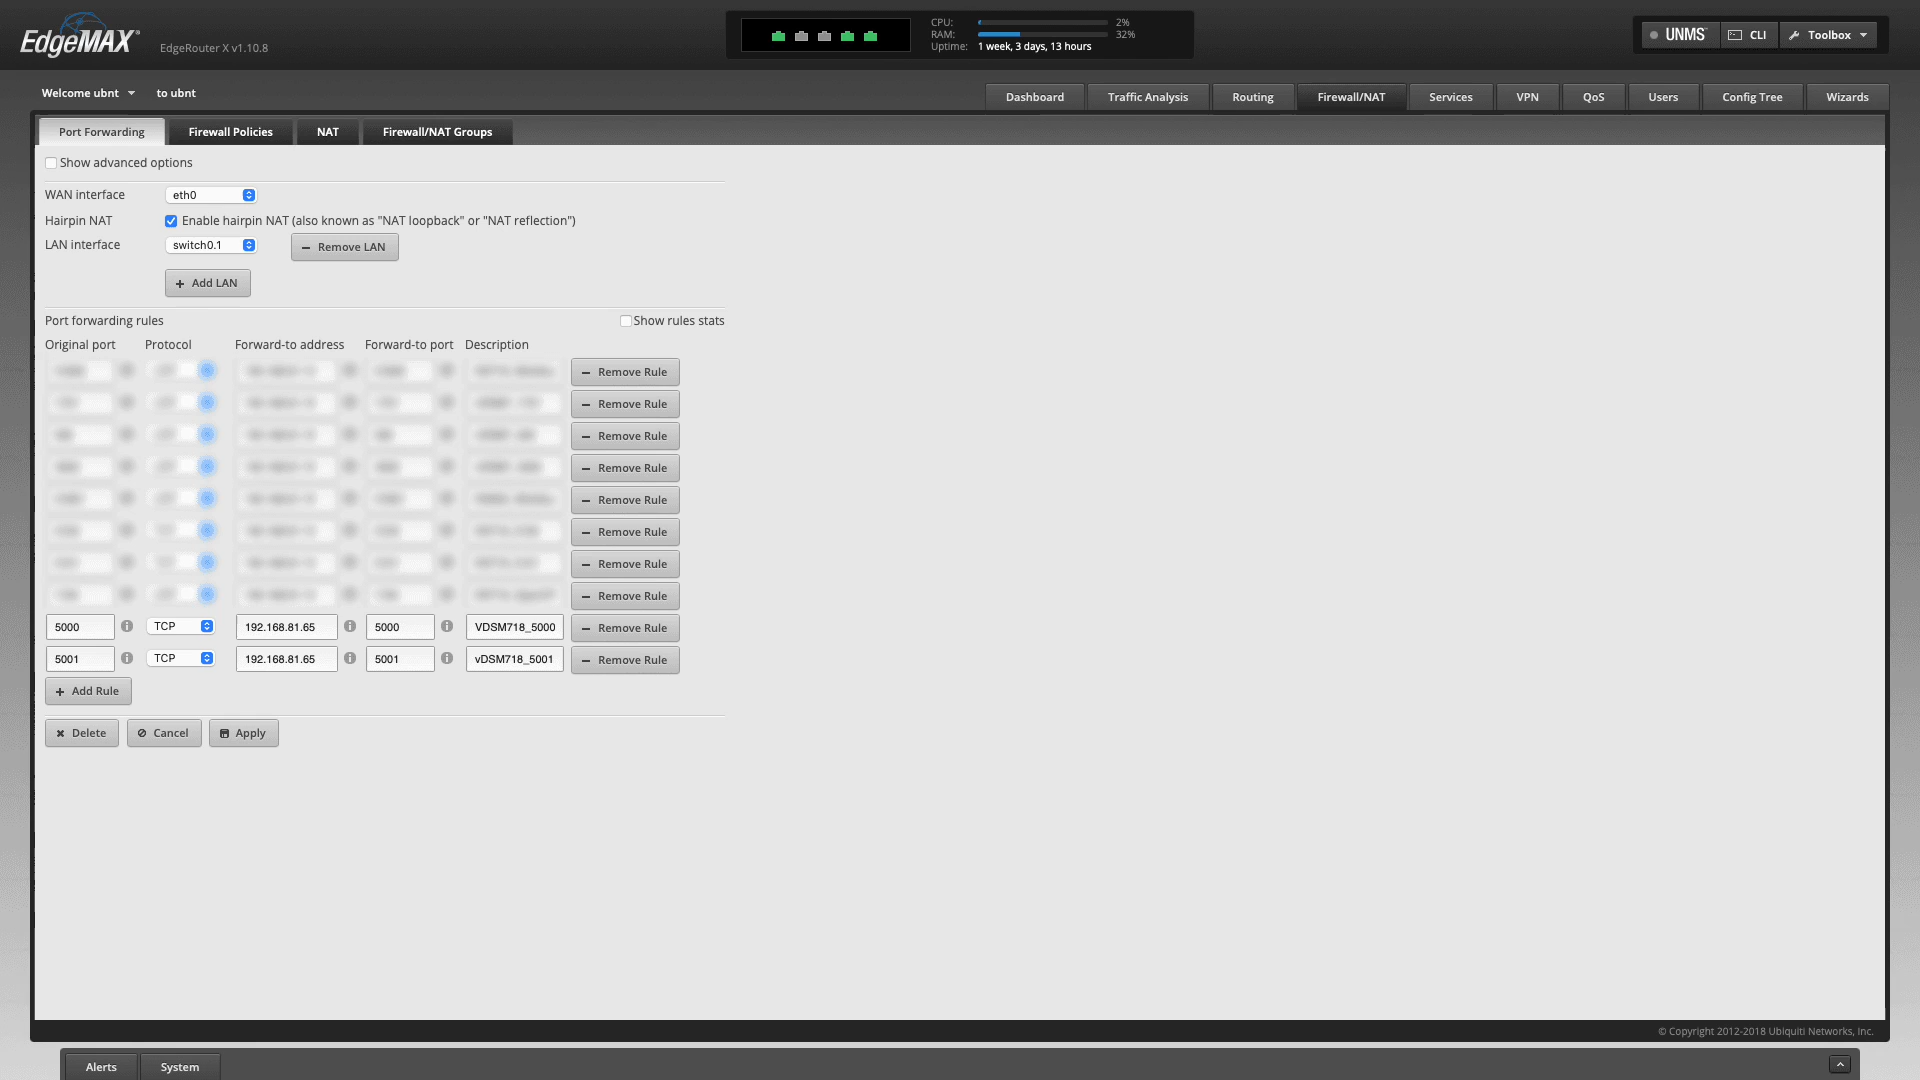 EdgeMAX®
EdgeRouter X v1.10.8
CPU: 2%
RAM: 32%
Uptime: 1 week, 3 days, 13 hours
UNMS
CLI
Toolbox
Welcome ubnt to ubnt
Dashboard
Traffic Analysis
Routing
Firewall/NAT
Services
VPN
QoS
Users
Config Tree
Wizards
Port Forwarding
Firewall Policies
NAT
Firewall/NAT Groups
Show advanced options
WAN interface eth0
Hairpin NAT Enable hairpin NAT (also known as "NAT loopback" or "NAT reflection")
LAN interface switch0.1 − Remove LAN
+ Add LAN
Port forwarding rules Show rules stats
Original port Protocol Forward-to address Forward-to port Description
− Remove Rule
− Remove Rule
− Remove Rule
− Remove Rule
− Remove Rule
− Remove Rule
− Remove Rule
− Remove Rule
5000 TCP 192.168.81.65 5000 VDSM718_5000 − Remove Rule
5001 TCP 192.168.81.65 5001 vDSM718_5001 − Remove Rule
+ Add Rule
Delete Cancel Apply
© Copyright 2012-2018 Ubiquiti Networks, Inc.
Alerts System